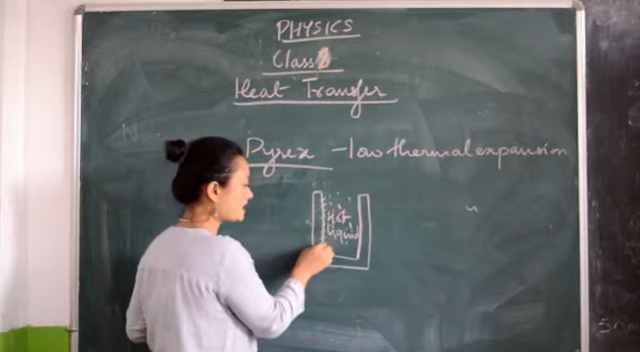 PHYSICS
Class 8
Heat Transfer
Pyrex - low thermal expansion
Hot
liquid